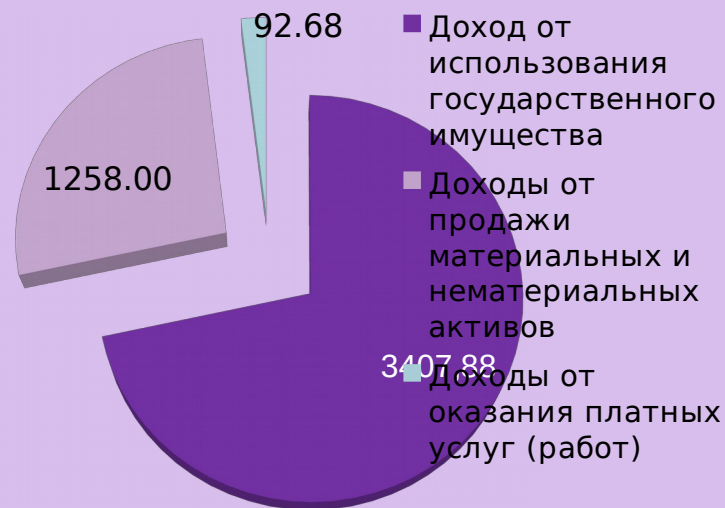 92.68
1258.00
3407,88
Доход от
использования
государственного
имущества
Доходы от
продажи
материальных и
нематериальных
активов
Доходы от
оказания платных
услуг (работ)